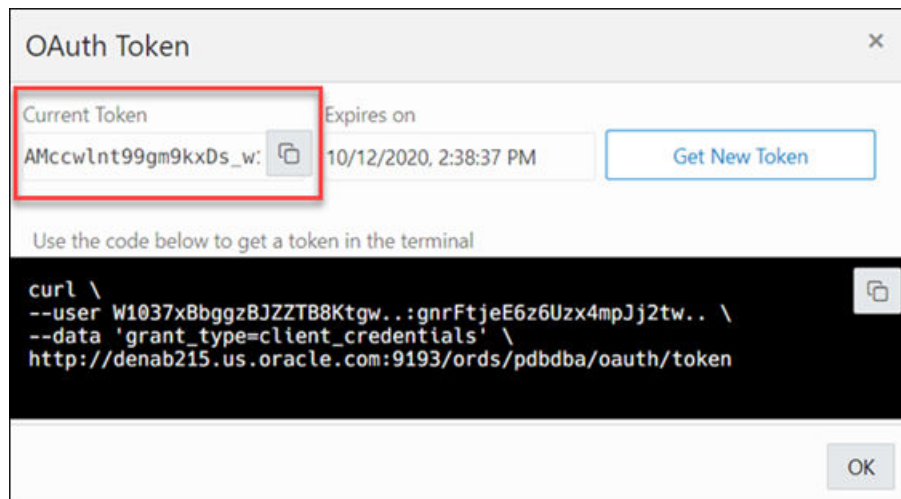 OAuth Token
Current Token
Expires on
AMccwlnt99gm9kxDs_w:
10/12/2020, 2:38:37 PM
Get New Token
Use the code below to get a token in the terminal
curl \
--user W1037xBbggzBJZZTB8Ktgw..:gnrFtjeE6z6Uzx4mpJj2tw.. \
--data 'grant_type=client_credentials' \
http://denab215.us.oracle.com:9193/ords/pdbdba/oauth/token
OK